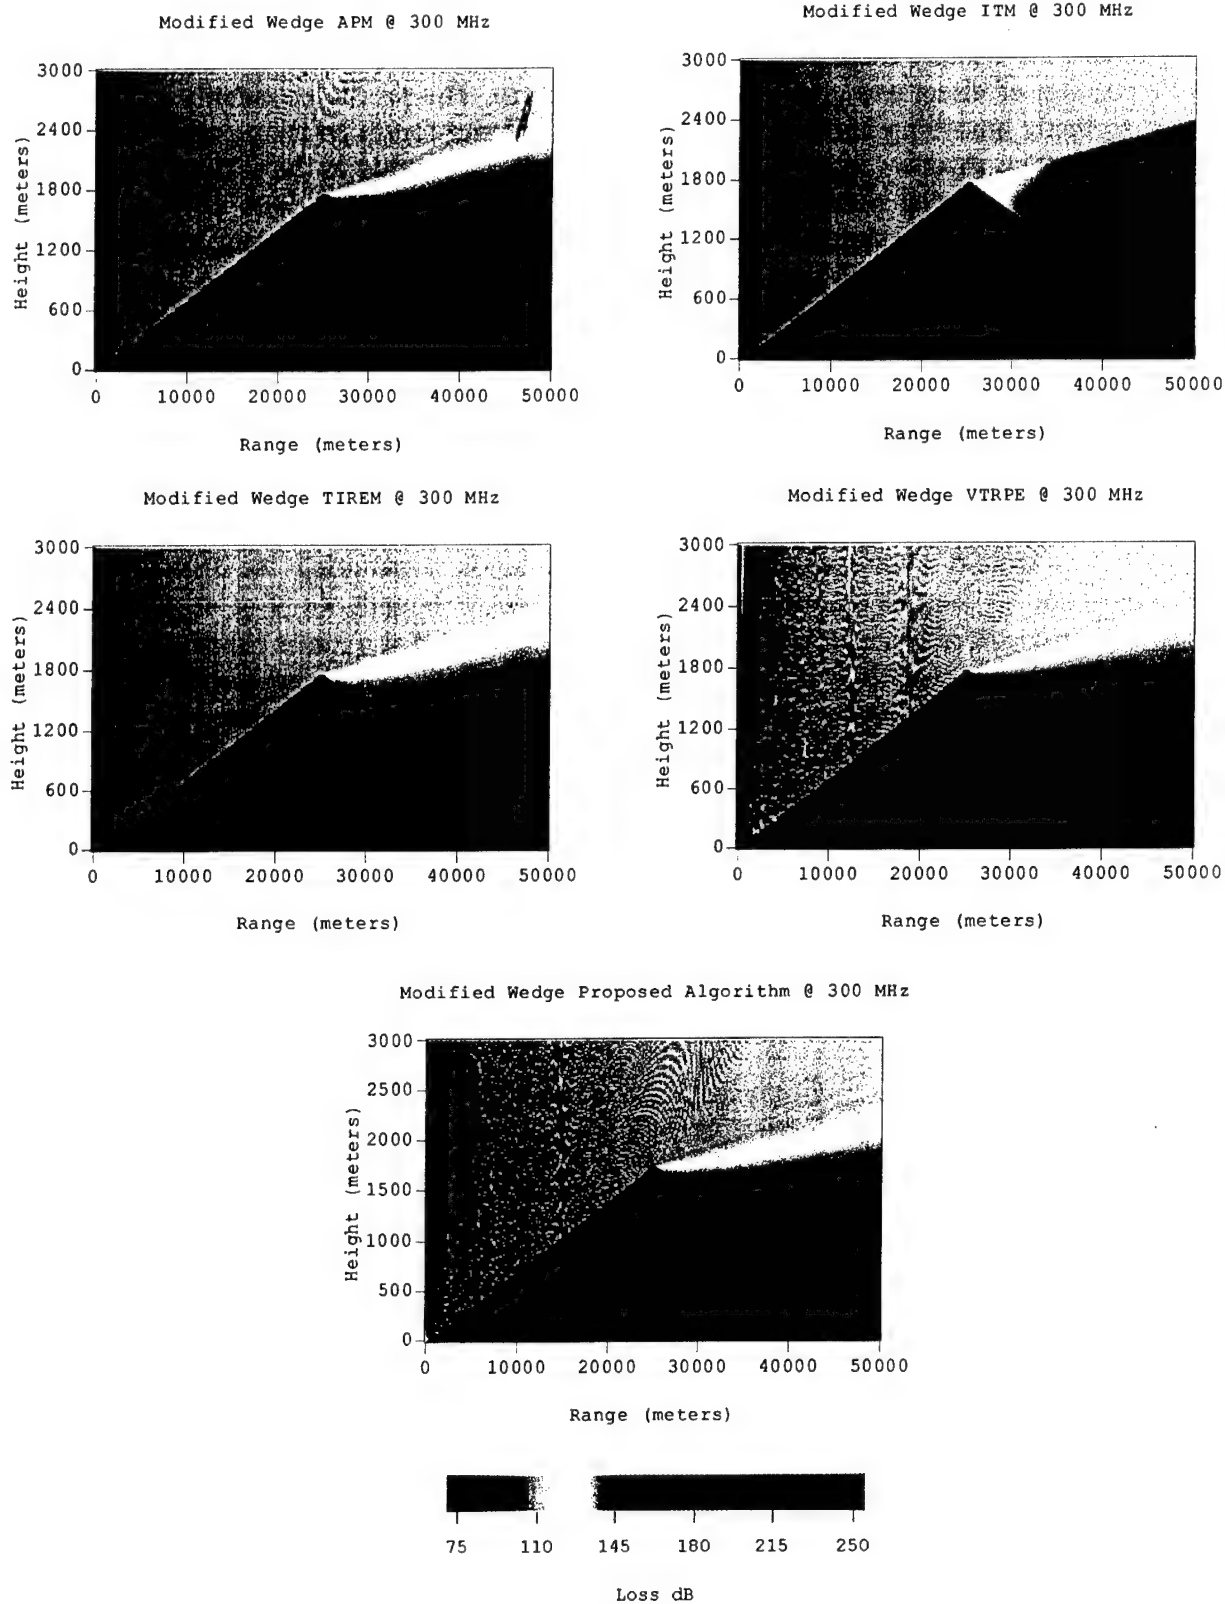 Modified Wedge APM @ 300 MHz
3000
2400
1800
1200
600
0
Height (meters)
0 10000 20000 30000 40000 50000
Range (meters)
Modified Wedge ITM @ 300 MHz
3000
2400
1800
1200
600
0
Height (meters)
0 10000 20000 30000 40000 50000
Range (meters)
Modified Wedge TIREM @ 300 MHz
3000
2400
1800
1200
600
0
Height (meters)
0 10000 20000 30000 40000 50000
Range (meters)
Modified Wedge VTRPE @ 300 MHz
3000
2400
1800
1200
600
0
Height (meters)
0 10000 20000 30000 40000 50000
Range (meters)
Modified Wedge Proposed Algorithm @ 300 MHz
3000
2500
2000
1500
1000
500
0
Height (meters)
0 10000 20000 30000 40000 50000
Range (meters)
75 110 145 180 215 250
Loss dB